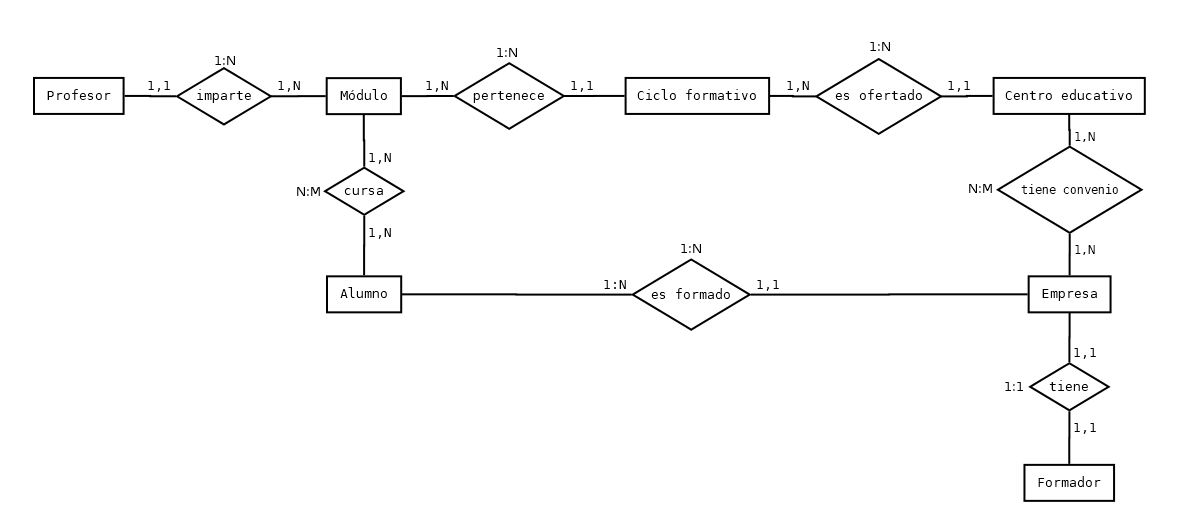 1:N
1:N
1:N
Profesor
1,1
imparte
1,N
Módulo
1,N
pertenece
1,1
Ciclo formativo
1,N
es ofertado
1,1
Centro educativo
1,N
1,N
N:M
cursa
N:M
tiene convenio
1,N
1,N
1:N
Alumno
1:N
es formado
1,1
Empresa
1,1
1:1
tiene
1,1
Formador